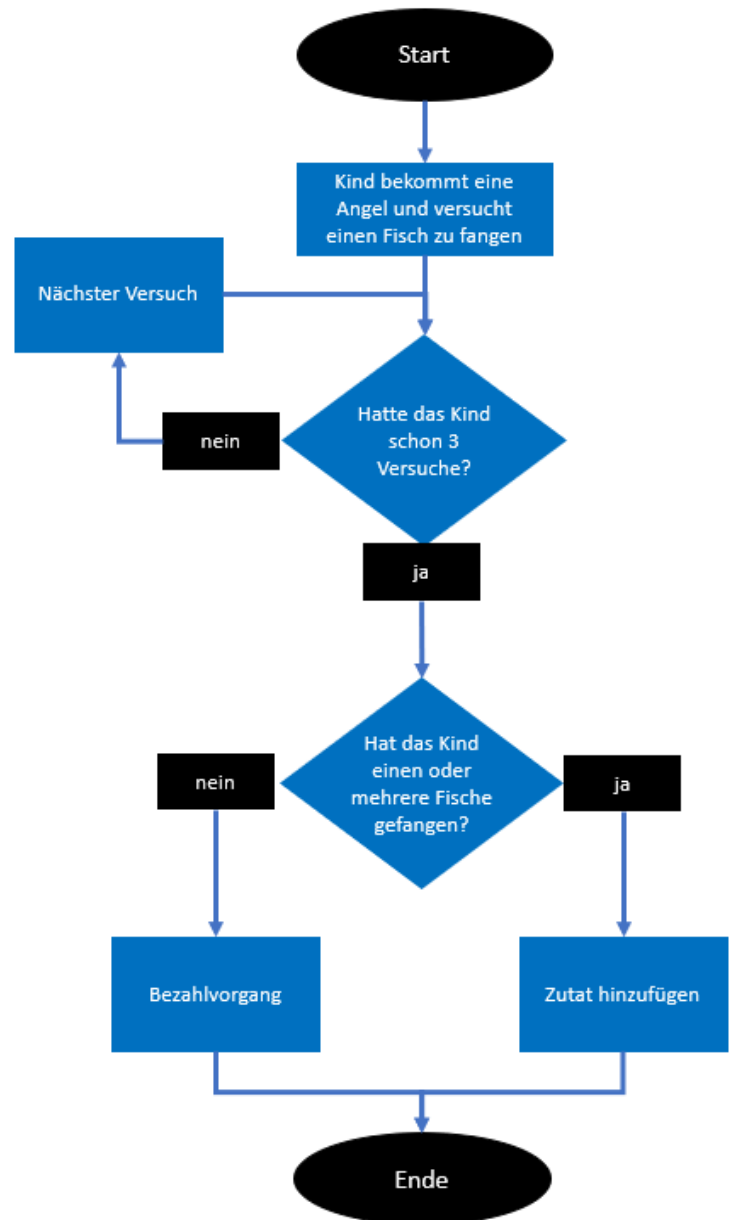 Start
Kind bekommt eine
Angel und versucht
einen Fisch zu fangen
Nächster Versuch
Hatte das Kind
schon 3
Versuche?
nein
ja
Hat das Kind
einen oder
mehrere Fische
gefangen?
nein
ja
Bezahlvorgang
Zutat hinzufügen
Ende